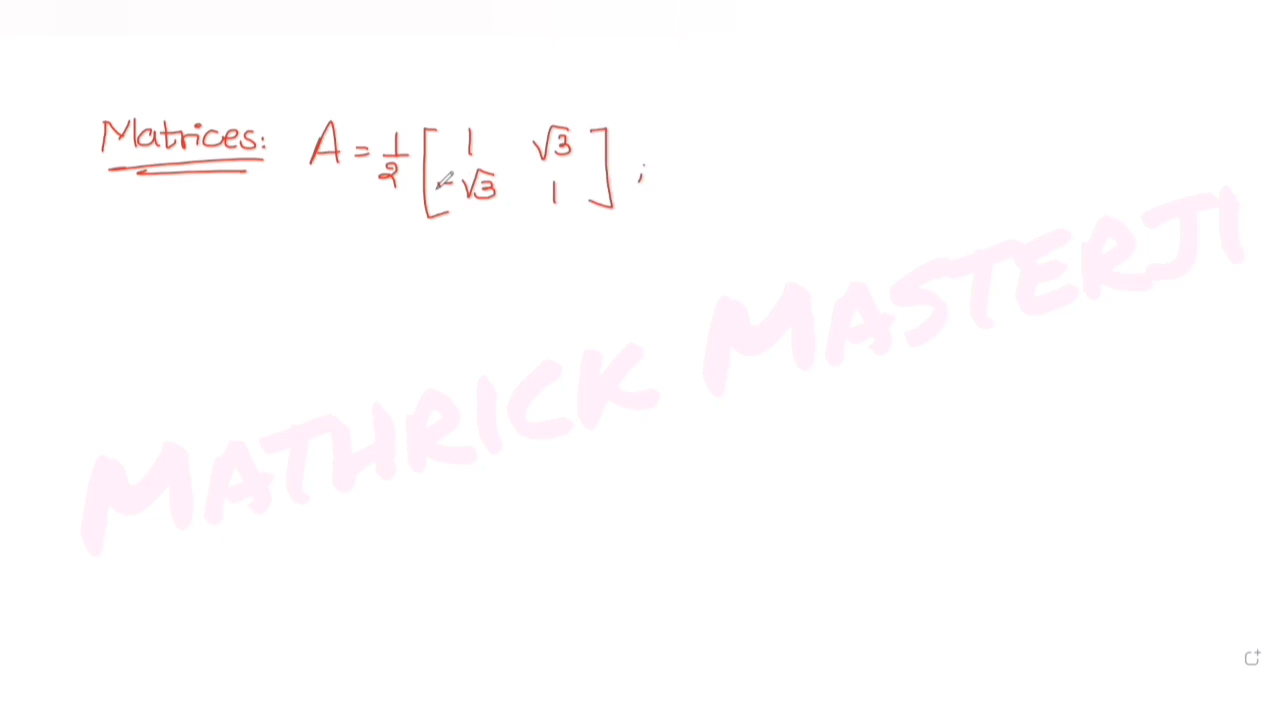 Matrices: A = 1/2 [ 1 √3 ] ;
[ -√3 1 ]
MATHRICK MASTERJI